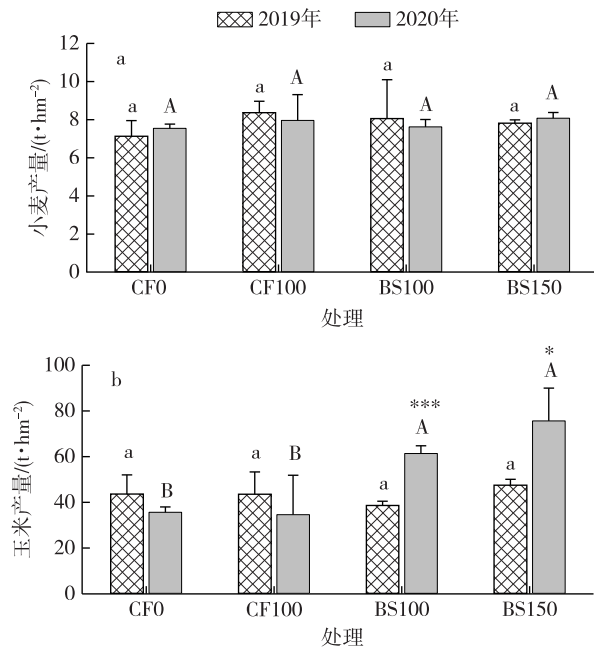 2019年 2020年
a
小麦产量/(t·hm⁻²)
12
10
8
6
4
2
0
a A a A a A a A
CF0 CF100 BS100 BS150
处理
b
玉米产量/(t·hm⁻²)
100
80
60
40
20
0
a B a B a *** A a * A
CF0 CF100 BS100 BS150
处理